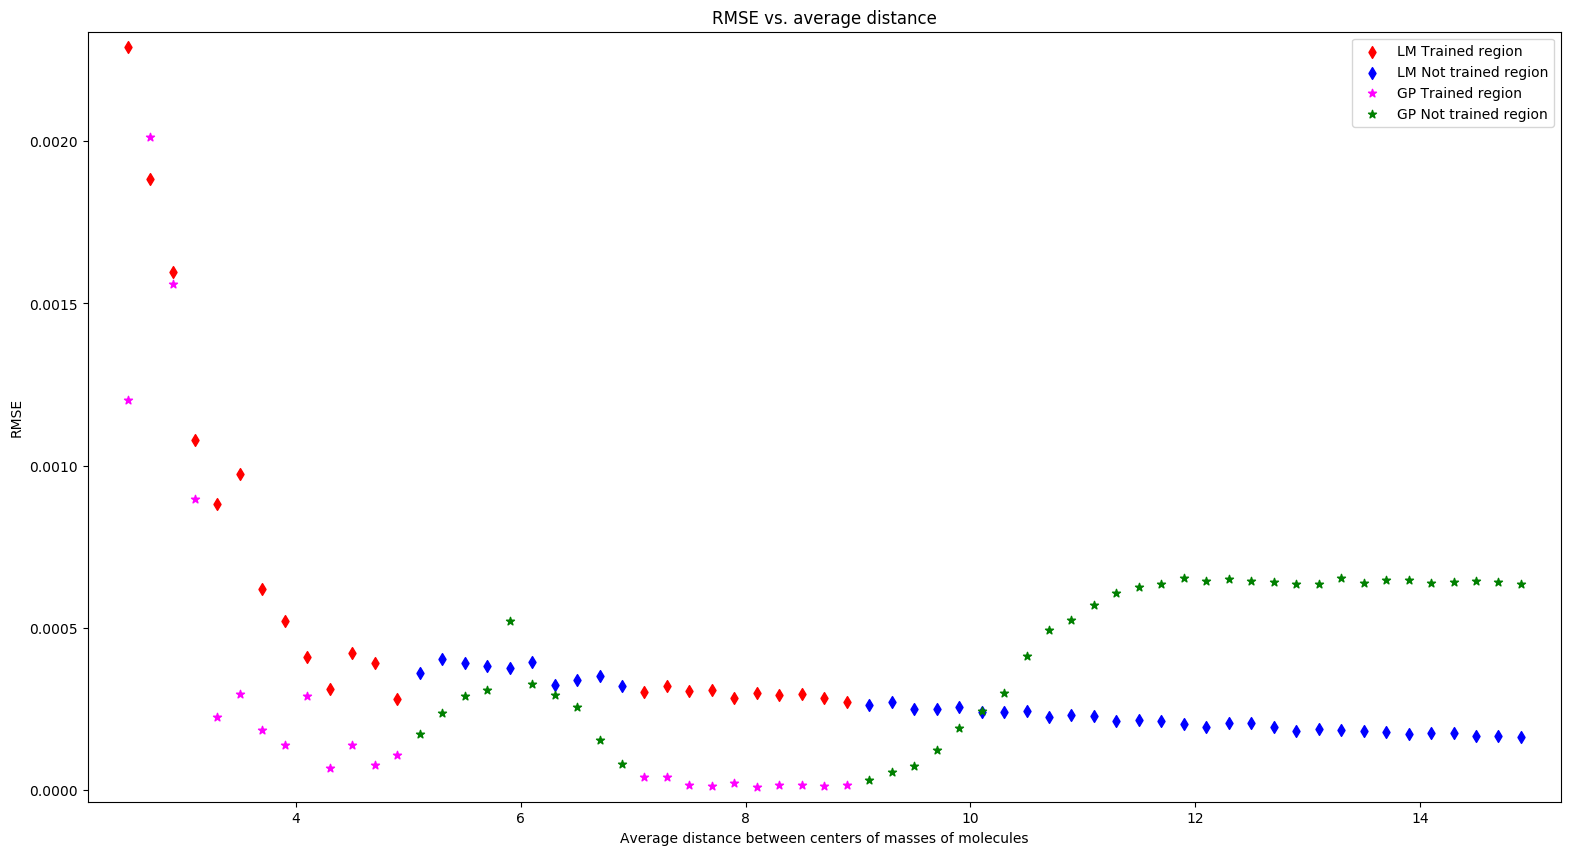 RMSE vs. average distance
LM Trained region
LM Not trained region
GP Trained region
GP Not trained region
0.0020
0.0015
0.0010
0.0005
0.0000
RMSE
4 6 8 10 12 14
Average distance between centers of masses of molecules